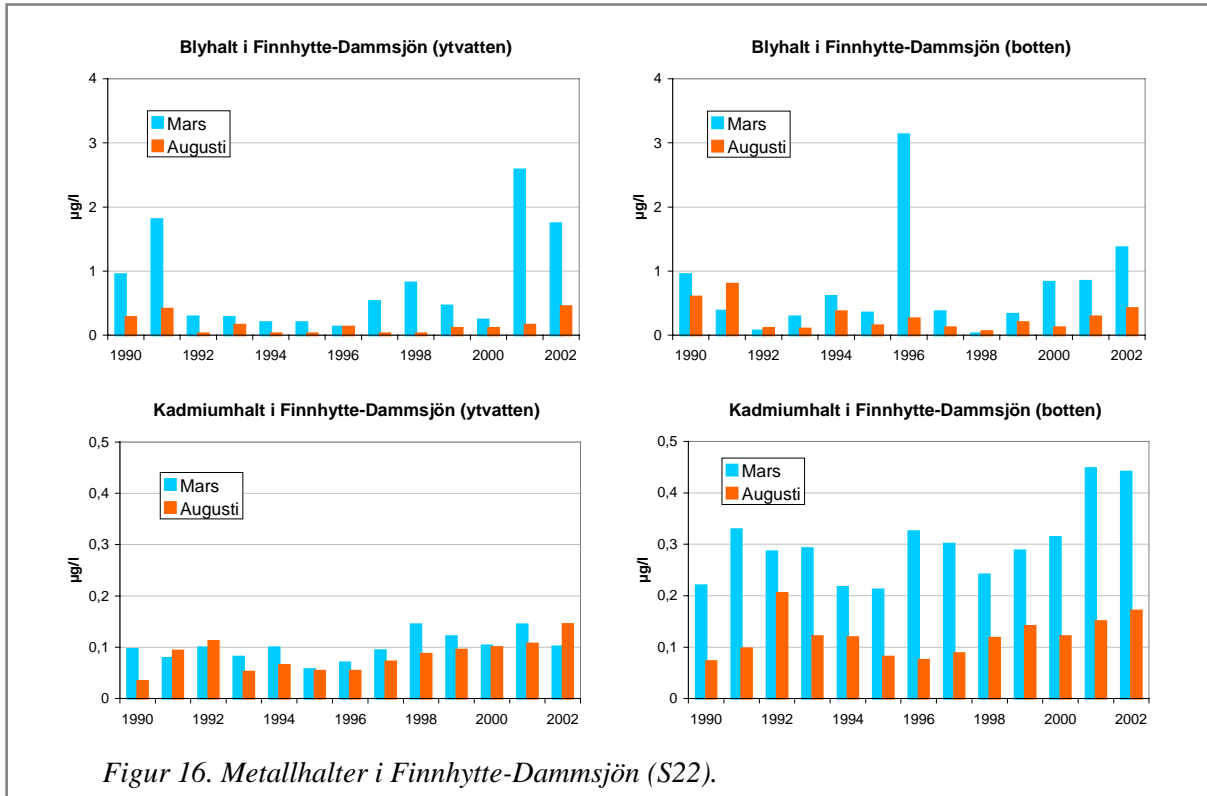 Blyhalt i Finnhytte-Dammsjön (ytvatten)
4
3
2
1
0
µg/l
Mars
Augusti
1990 1992 1994 1996 1998 2000 2002
Blyhalt i Finnhytte-Dammsjön (botten)
4
3
2
1
0
µg/l
Mars
Augusti
1990 1992 1994 1996 1998 2000 2002
Kadmiumhalt i Finnhytte-Dammsjön (ytvatten)
0,5
0,4
0,3
0,2
0,1
0
µg/l
Mars
Augusti
1990 1992 1994 1996 1998 2000 2002
Kadmiumhalt i Finnhytte-Dammsjön (botten)
0,5
0,4
0,3
0,2
0,1
0
µg/l
Mars
Augusti
1990 1992 1994 1996 1998 2000 2002
Figur 16. Metallhalter i Finnhytte-Dammsjön (S22).